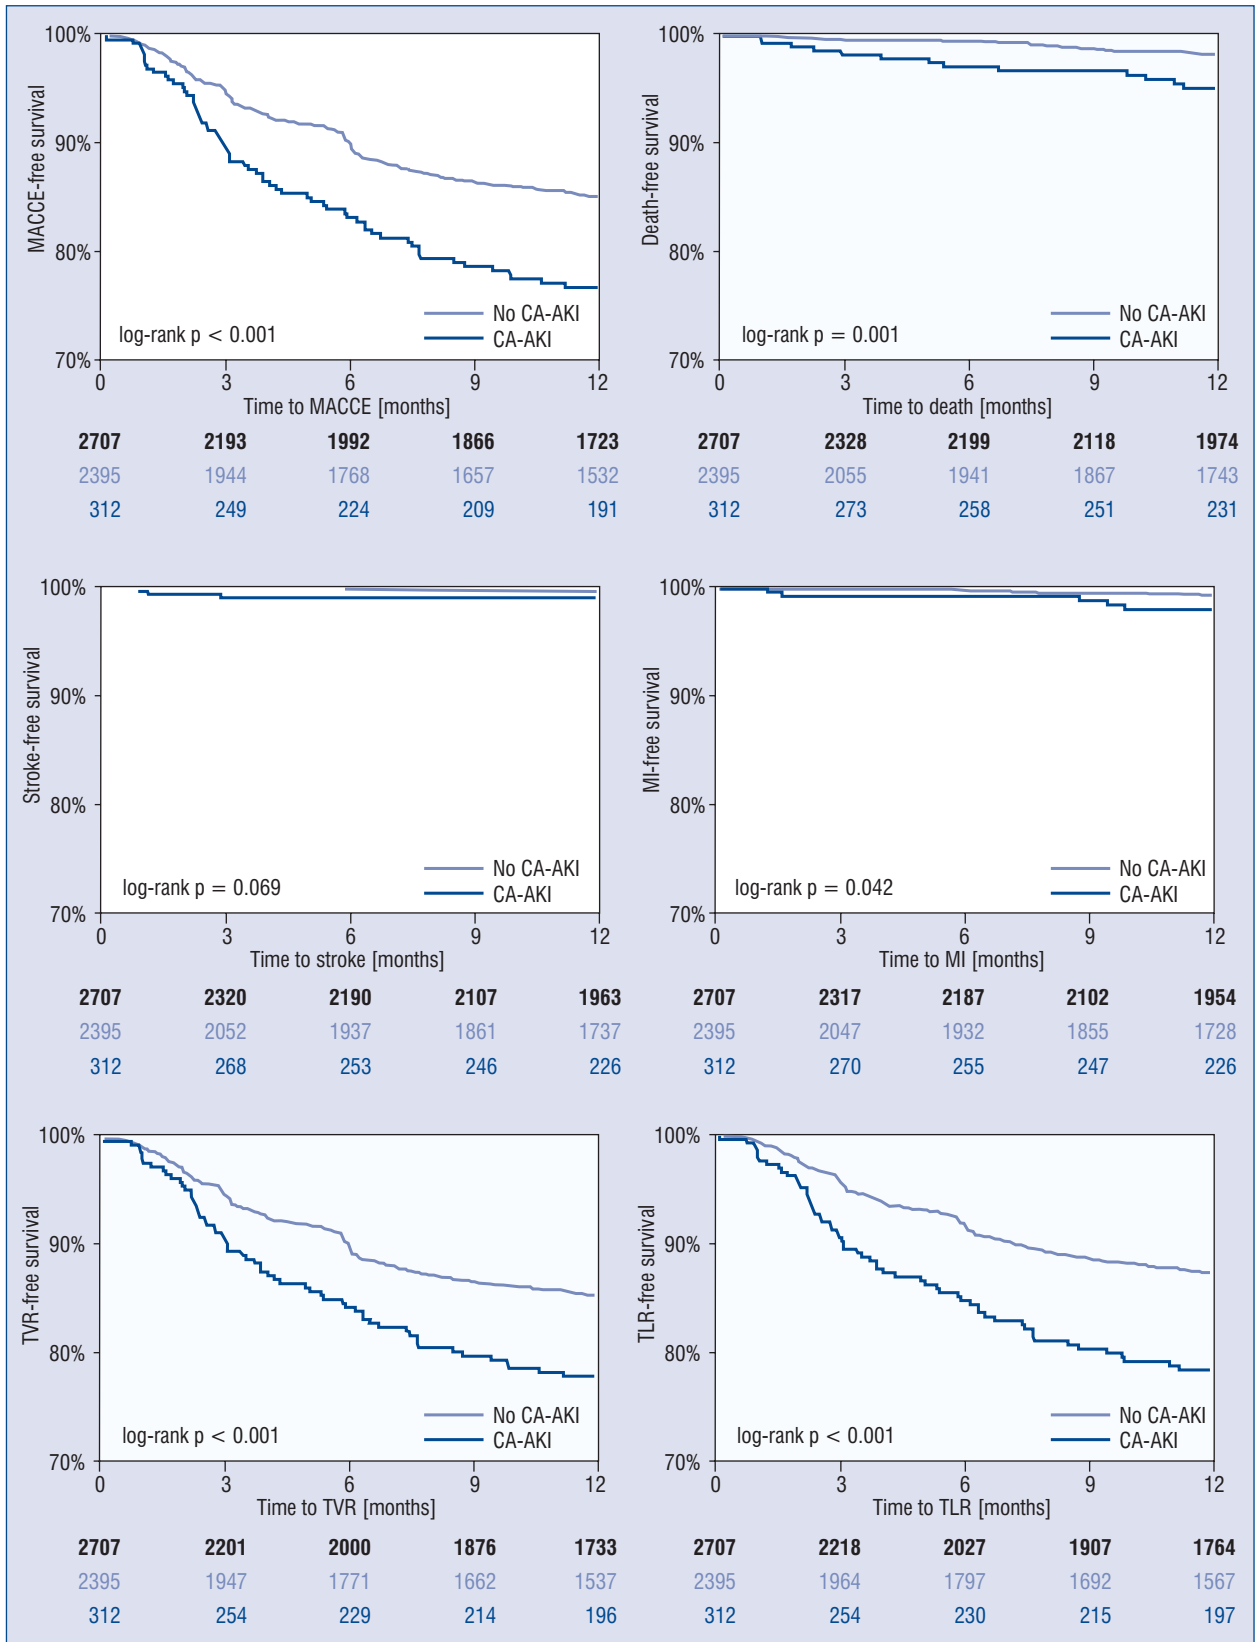 100%
90%
80%
70%
MACCE-free survival
log-rank p < 0.001
No CA-AKI
CA-AKI
0 3 6 9 12
Time to MACCE [months]
2707 2193 1992 1866 1723
2395 1944 1768 1657 1532
312 249 224 209 191
100%
90%
80%
70%
Death-free survival
log-rank p = 0.001
No CA-AKI
CA-AKI
0 3 6 9 12
Time to death [months]
2707 2328 2199 2118 1974
2395 2055 1941 1867 1743
312 273 258 251 231
100%
90%
80%
70%
Stroke-free survival
log-rank p = 0.069
No CA-AKI
CA-AKI
0 3 6 9 12
Time to stroke [months]
2707 2320 2190 2107 1963
2395 2052 1937 1861 1737
312 268 253 246 226
100%
90%
80%
70%
MI-free survival
log-rank p = 0.042
No CA-AKI
CA-AKI
0 3 6 9 12
Time to MI [months]
2707 2317 2187 2102 1954
2395 2047 1932 1855 1728
312 270 255 247 226
100%
90%
80%
70%
TVR-free survival
log-rank p < 0.001
No CA-AKI
CA-AKI
0 3 6 9 12
Time to TVR [months]
2707 2201 2000 1876 1733
2395 1947 1771 1662 1537
312 254 229 214 196
100%
90%
80%
70%
TLR-free survival
log-rank p < 0.001
No CA-AKI
CA-AKI
0 3 6 9 12
Time to TLR [months]
2707 2218 2027 1907 1764
2395 1964 1797 1692 1567
312 254 230 215 197